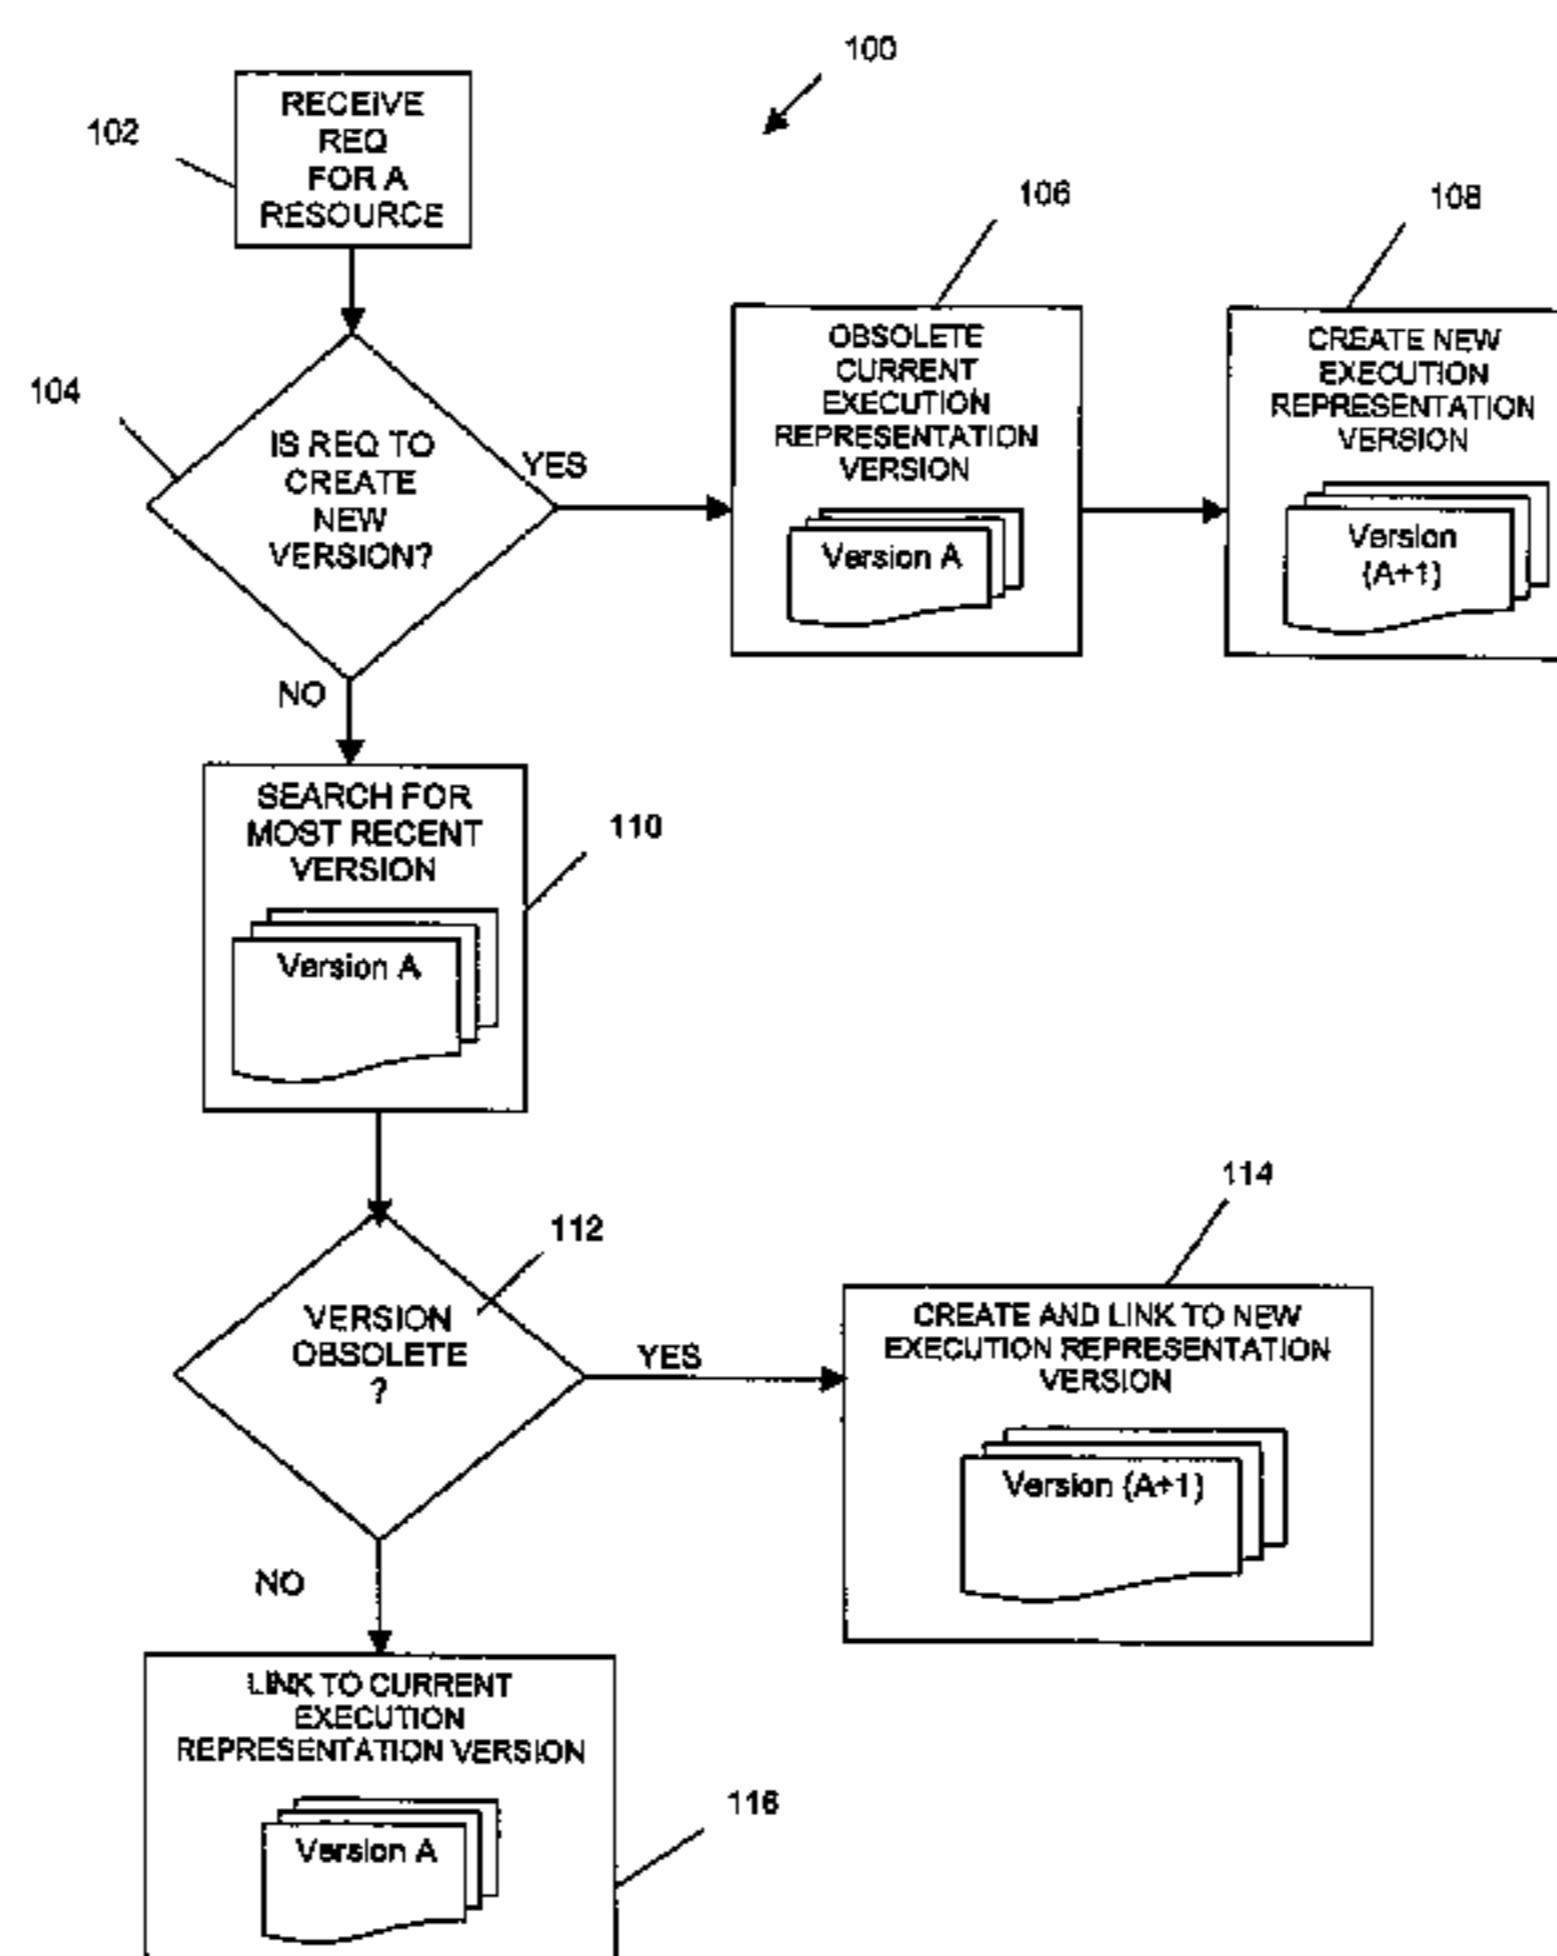 100
RECEIVE
REQ
FOR A
RESOURCE
102
106
108
OBSOLETE
CURRENT
EXECUTION
REPRESENTATION
VERSION
Version A
CREATE NEW
EXECUTION
REPRESENTATION
VERSION
Version
(A+1)
104
IS REQ TO
CREATE
NEW
VERSION?
YES
NO
SEARCH FOR
MOST RECENT
VERSION
Version A
110
112
VERSION
OBSOLETE
?
YES
114
CREATE AND LINK TO NEW
EXECUTION REPRESENTATION
VERSION
Version (A+1)
NO
LINK TO CURRENT
EXECUTION
REPRESENTATION VERSION
Version A
116